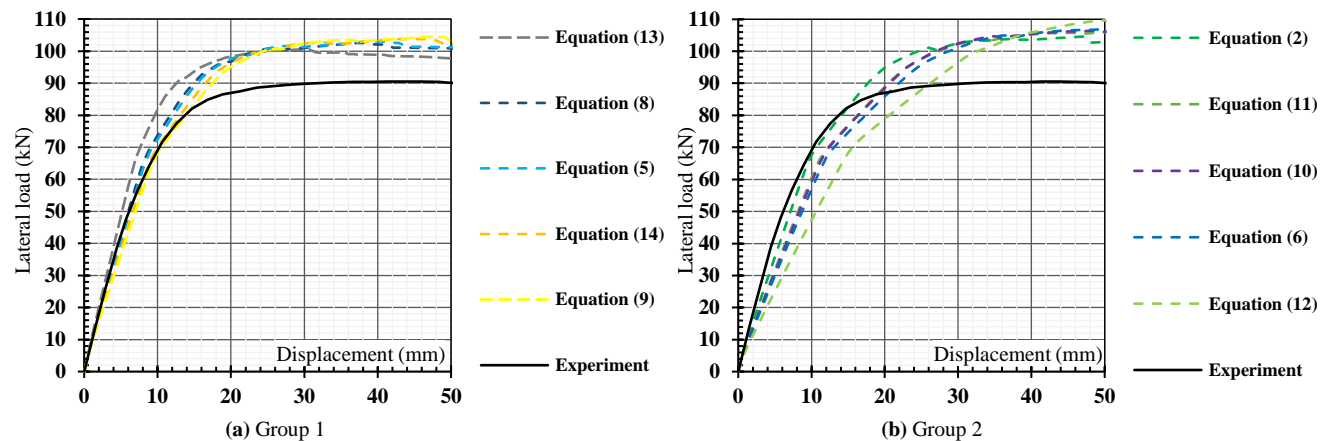 110
100
90
80
70
60
50
40
30
20
10
0
Lateral load (kN)
Displacement (mm)
0 10 20 30 40 50
Equation (13)
Equation (8)
Equation (5)
Equation (14)
Equation (9)
Experiment
(a) Group 1
110
100
90
80
70
60
50
40
30
20
10
0
Lateral load (kN)
Displacement (mm)
0 10 20 30 40 50
Equation (2)
Equation (11)
Equation (10)
Equation (6)
Equation (12)
Experiment
(b) Group 2